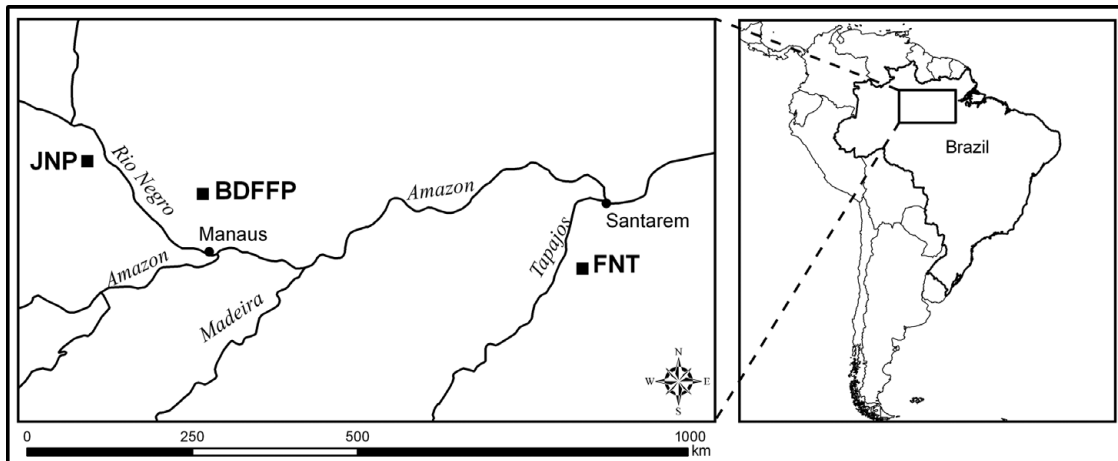 JNP
Rio Negro
BDFFP
Manaus
Amazon
Madeira
Amazon
Tapajos
Santarem
FNT
N
W E
S
Brazil
0 250 500 1000
km